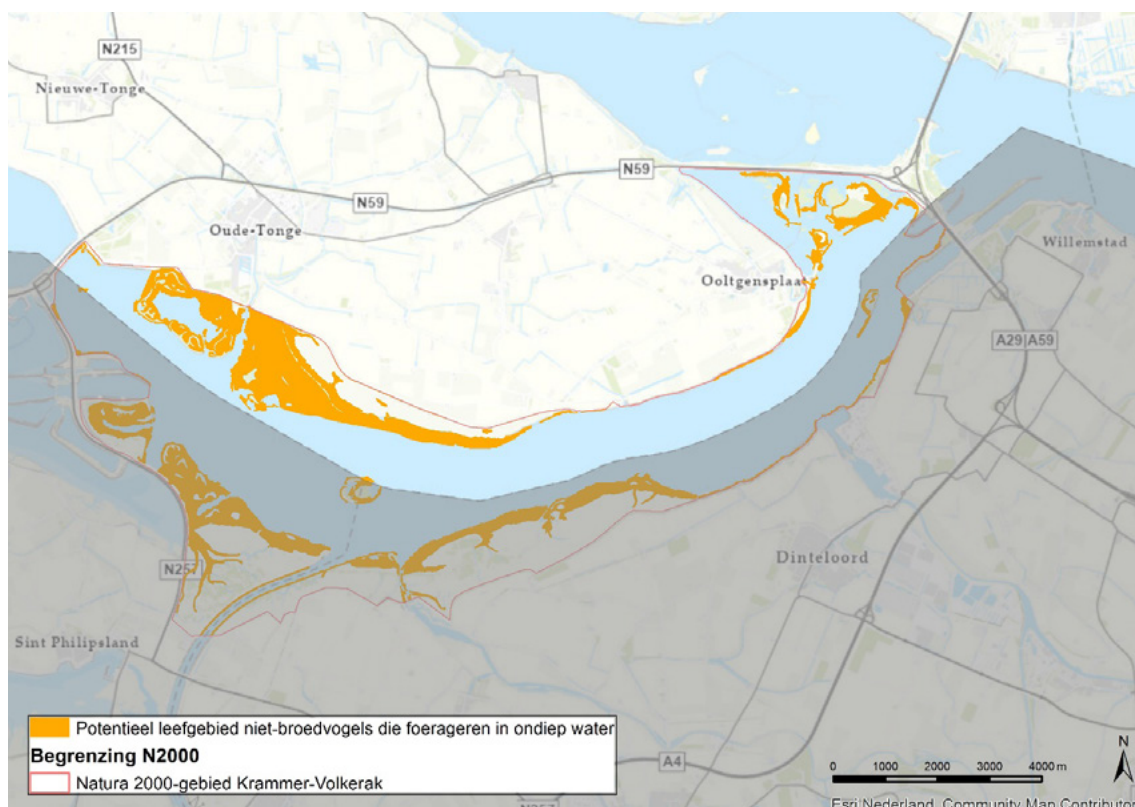 N215
Nieuwe-Tonge
N59
N59
Oude-Tonge
Ooltgensplaat
Willemstad
A29|A59
N257
Dinteloord
Sint Philipsland
A4
N257
Potentieel leefgebied niet-broedvogels die foerageren in ondiep water
Begrenzing N2000
Natura 2000-gebied Krammer-Volkerak
N
0 1000 2000 3000 4000 m
Esri Nederland, Community Map Contribut